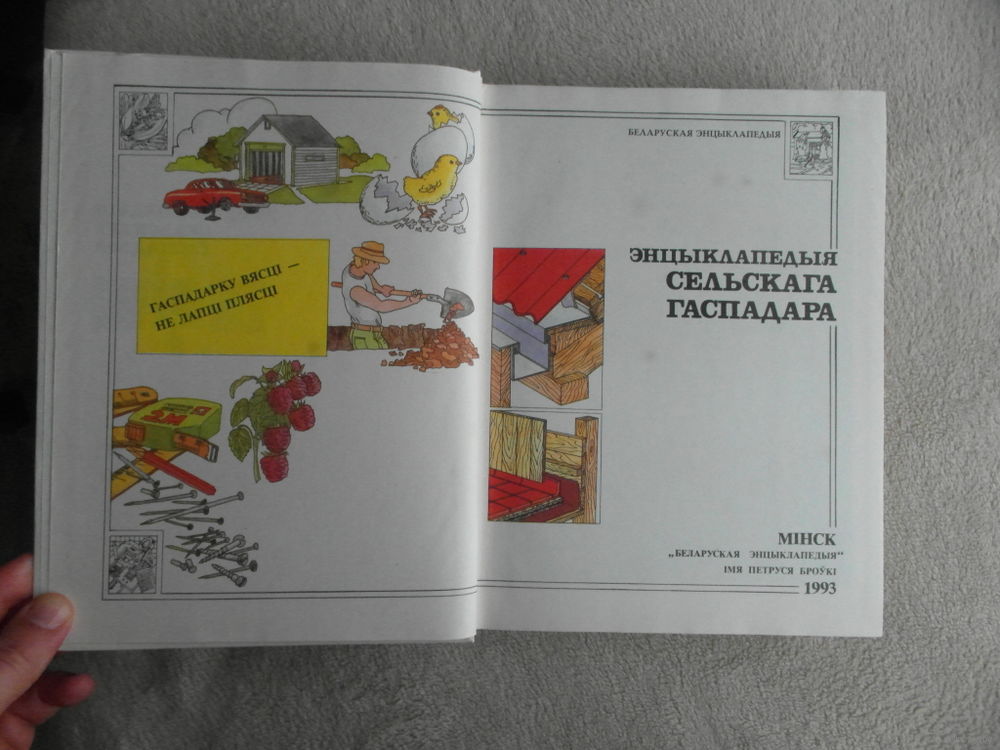 ГАСПАДАРКУ ВЯСЦІ —
НЕ ЛАПЦІ ПЛЯСЦІ
БЕЛАРУСКАЯ ЭНЦЫКЛАПЕДЫЯ
ЭНЦЫКЛАПЕДЫЯ
СЕЛЬСКАГА
ГАСПАДАРА
МІНСК
„БЕЛАРУСКАЯ ЭНЦЫКЛАПЕДЫЯ“
ІМЯ ПЕТРУСЯ БРОЎКІ
1993